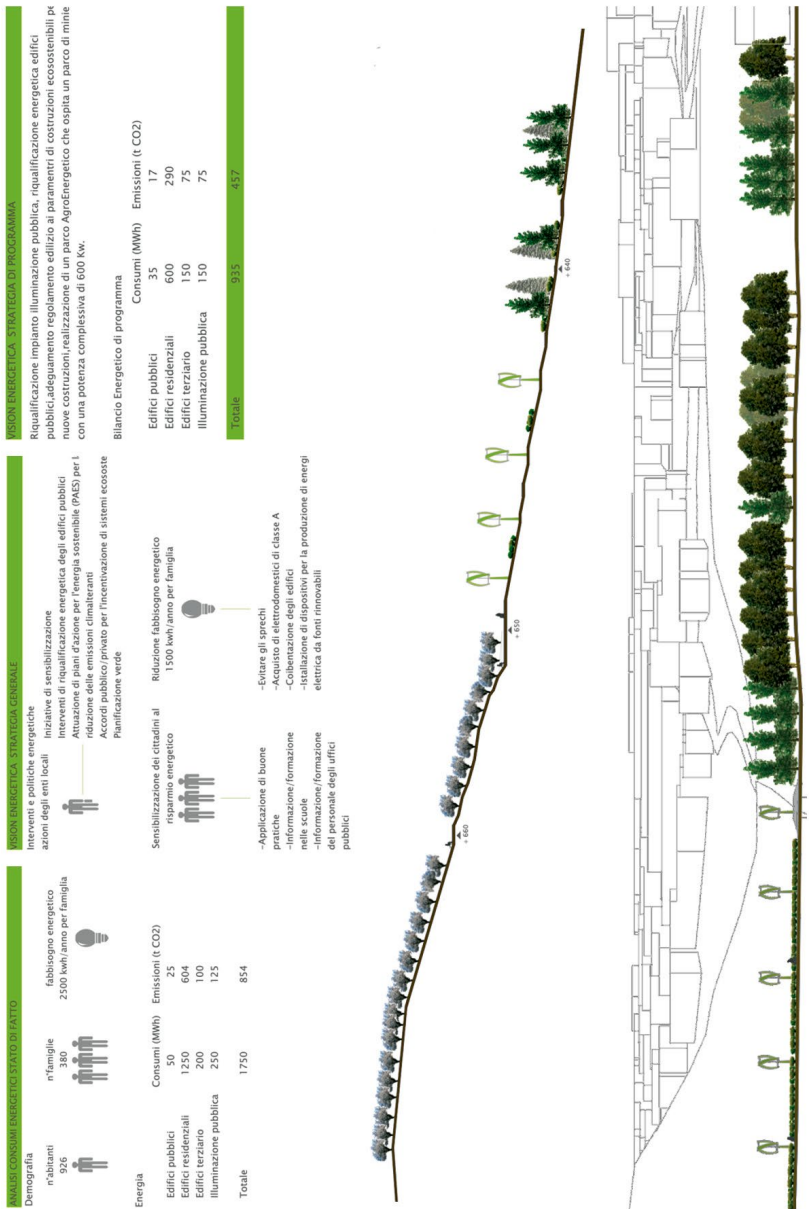 ANALISI CONSUMI ENERGETICI STATO DI FATTO
Demografia
n'abitanti
926
n'famiglie
380
fabbisogno energetico
2500 kwh/anno per famiglia
Energia
Consumi (MWh) Emissioni (t CO2)
Edifici pubblici 50 25
Edifici residenziali 1250 604
Edifici terziario 200 100
Illuminazione pubblica 250 125
Totale 1750 854
VISION ENERGETICA STRATEGIA GENERALE
Interventi e politiche energetiche
azioni degli enti locali
Iniziative di sensibilizzazione
Interventi di riqualificazione energetica degli edifici pubblici
Attuazione di piani d'azione per l'energia sostenibile (PAES) per l
riduzione delle emissioni climalteranti
Accordi pubblico/privato per l'incentivazione di sistemi ecososte
Pianificazione verde
Sensibilizzazione dei cittadini al
risparmio energetico
-Applicazione di buone
pratiche
-Informazione/formazione
nelle scuole
-Informazione/formazione
del personale degli uffici
pubblici
Riduzione fabbisogno energetico
1500 kwh/anno per famiglia
-Evitare gli sprechi
-Acquisto di elettrodomestici di classe A
-Coibentazione degli edifici
-Istallazione di dispositivi per la produzione di energi
elettrica da fonti rinnovabili
VISION ENERGETICA STRATEGIA DI PROGRAMMA
Riqualificazione impianto illuminazione pubblica, riqualificazione energetica edifici
pubblici,adeguamento regolamento edilizio ai paramentri di costruzioni ecosostenibili pe
nuove costruzioni,realizzazione di un parco AgroEnergetico che ospita un parco di minie
con una potenza complessiva di 600 Kw.
Bilancio Energetico di programma
Consumi (MWh) Emissioni (t CO2)
Edifici pubblici 35 17
Edifici residenziali 600 290
Edifici terziario 150 75
Illuminazione pubblica 150 75
Totale 935 457
+ 660
+ 650
+ 640